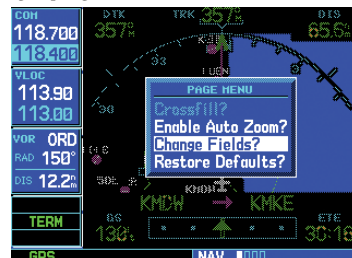 COM
118.700
118.400
VLOC
113.90
113.00
VOR ORD
RAD 150°
DIS 12.2
TERM
GPS
DTK
357°
TRK 357°
DIS
65.6
PAGE MENU
Crossfill?
Enable Auto Zoom?
Change Fields?
Restore Defaults?
KMDW
KMKE
GS
130
ETE
30:16
NAV